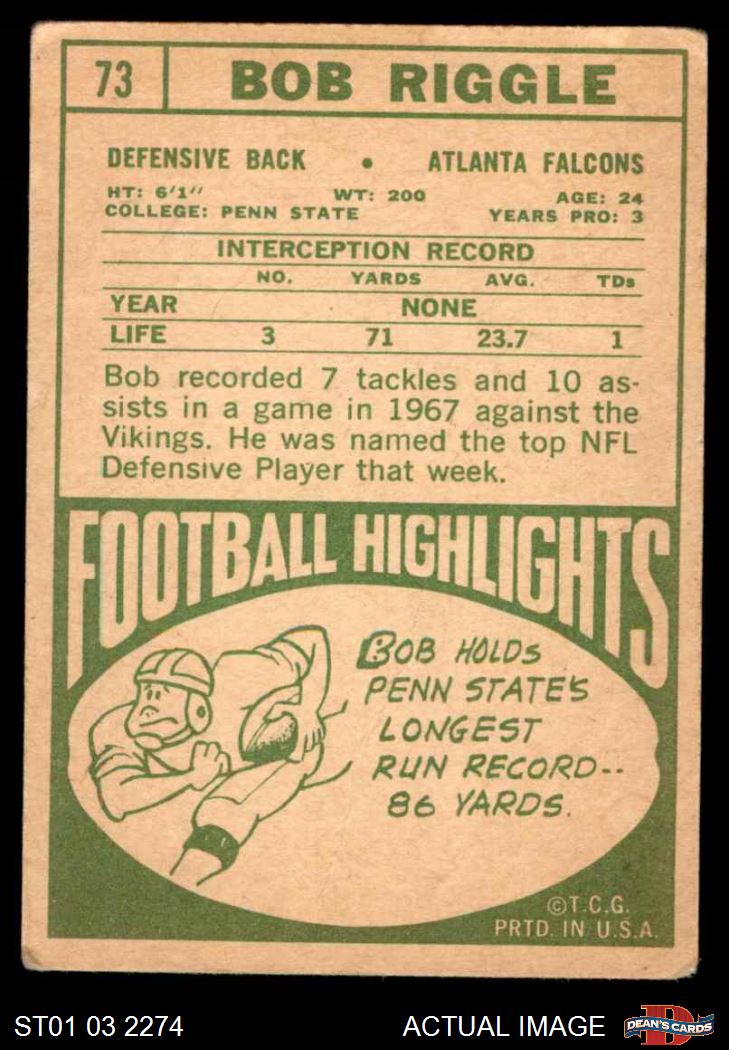 73 BOB RIGGLE
DEFENSIVE BACK • ATLANTA FALCONS
HT: 6'1" WT: 200 AGE: 24
COLLEGE: PENN STATE YEARS PRO: 3
INTERCEPTION RECORD
NO. YARDS AVG. TDs
YEAR NONE
LIFE 3 71 23.7 1
Bob recorded 7 tackles and 10 as-
sists in a game in 1967 against the
Vikings. He was named the top NFL
Defensive Player that week.
FOOTBALL HIGHLIGHTS
BOB HOLDS
PENN STATE'S
LONGEST
RUN RECORD--
86 YARDS.
©T.C.G.
PRTD. IN U.S.A.
ST01 03 2274 ACTUAL IMAGE D DEAN'S CARDS